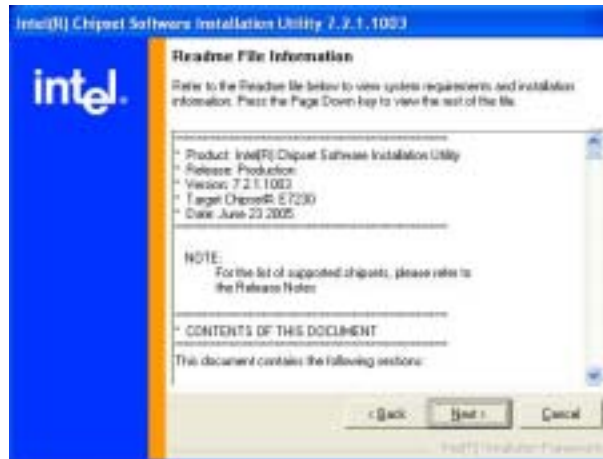 Intel(R) Chipset Software Installation Utility 7.2.1.1003
intel.
Readme File Information
Refer to the Readme file below to view system requirements and installation
information. Press the Page Down key to view the rest of the file.
********************************************************
* Product: Intel(R) Chipset Software Installation Utility
* Release: Production
* Version: 7.2.1.1003
* Target Chipset#: E7230
* Date: June 23 2005
********************************************************
NOTE:
For the list of supported chipsets, please refer to
the Release Notes
********************************************************
* CONTENTS OF THIS DOCUMENT
********************************************************
This document contains the following sections:
< Back
Next >
Cancel
Intel(R) Installation Framework